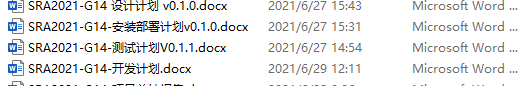 SRA2021-G14 设计计划 v0.1.0.docx 2021/6/27 15:43 Microsoft Word ...
SRA2021-G14-安装部署计划v0.1.0.docx 2021/6/27 15:31 Microsoft Word ...
SRA2021-G14-测试计划V0.1.1.docx 2021/6/27 14:54 Microsoft Word ...
SRA2021-G14-开发计划.docx 2021/6/29 12:11 Microsoft Word ...